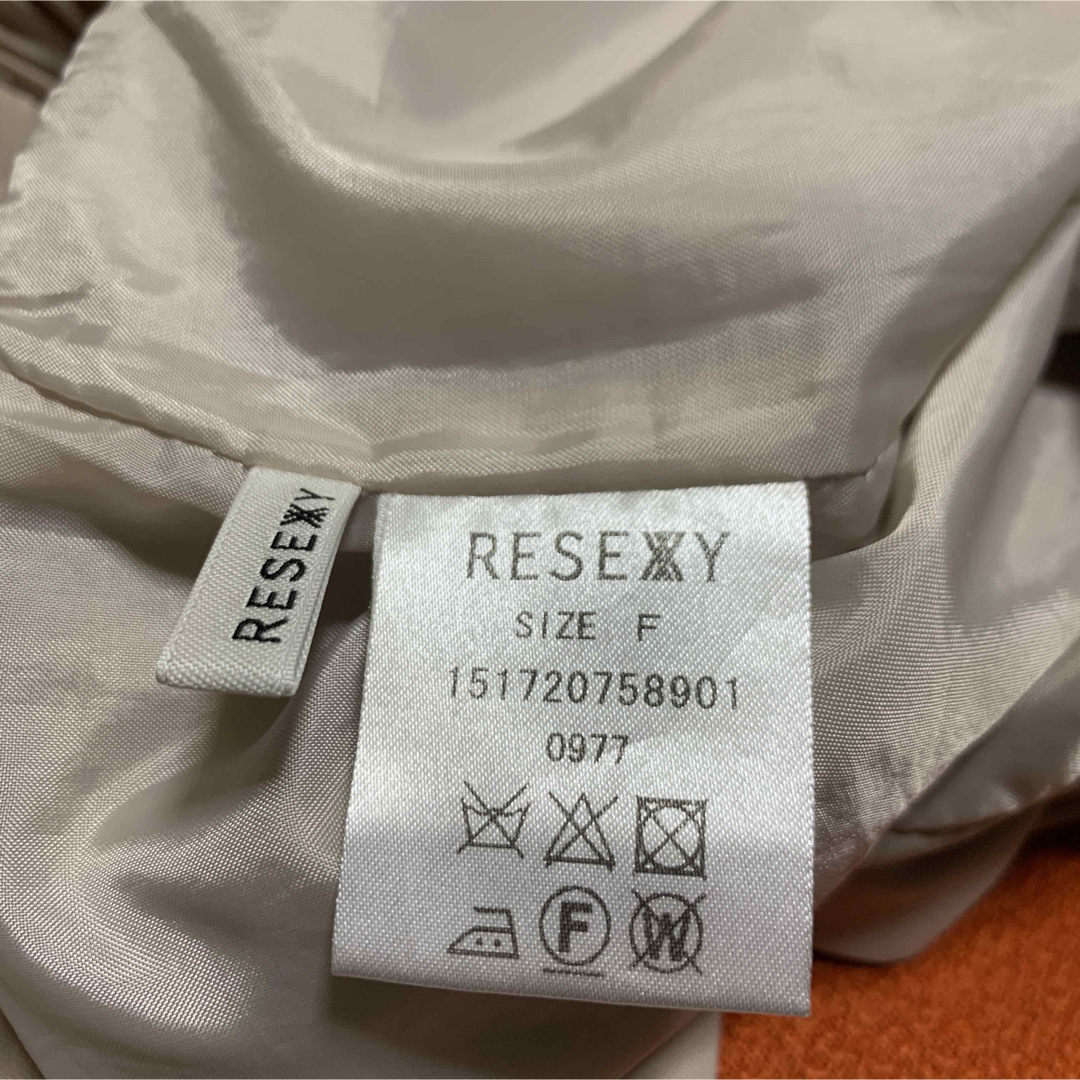 RESEXXY
RESEXXY
SIZE F
151720758901
0977
F W